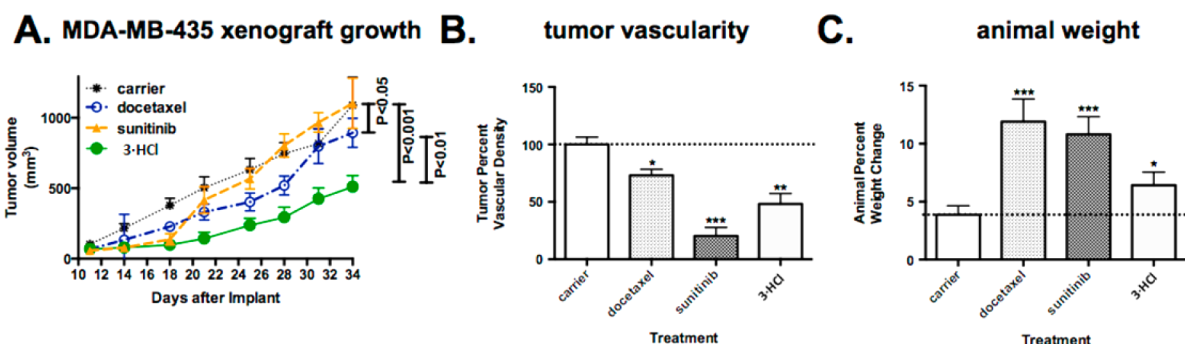 A. MDA-MB-435 xenograft growth
Tumor volume
(mm³)
1000
500
0
carrier
docetaxel
sunitinib
3·HCl
P<0.05
P<0.001
P<0.01
10 12 14 16 18 20 22 24 26 28 30 31 34
Days after Implant
B. tumor vascularity
Tumor Percent
Vascular Density
150
100
50
0
*
***
**
carrier
docetaxel
sunitinib
3·HCl
Treatment
C. animal weight
Animal Percent
Weight Change
15
10
5
0
***
***
*
carrier
docetaxel
sunitinib
3·HCl
Treatment